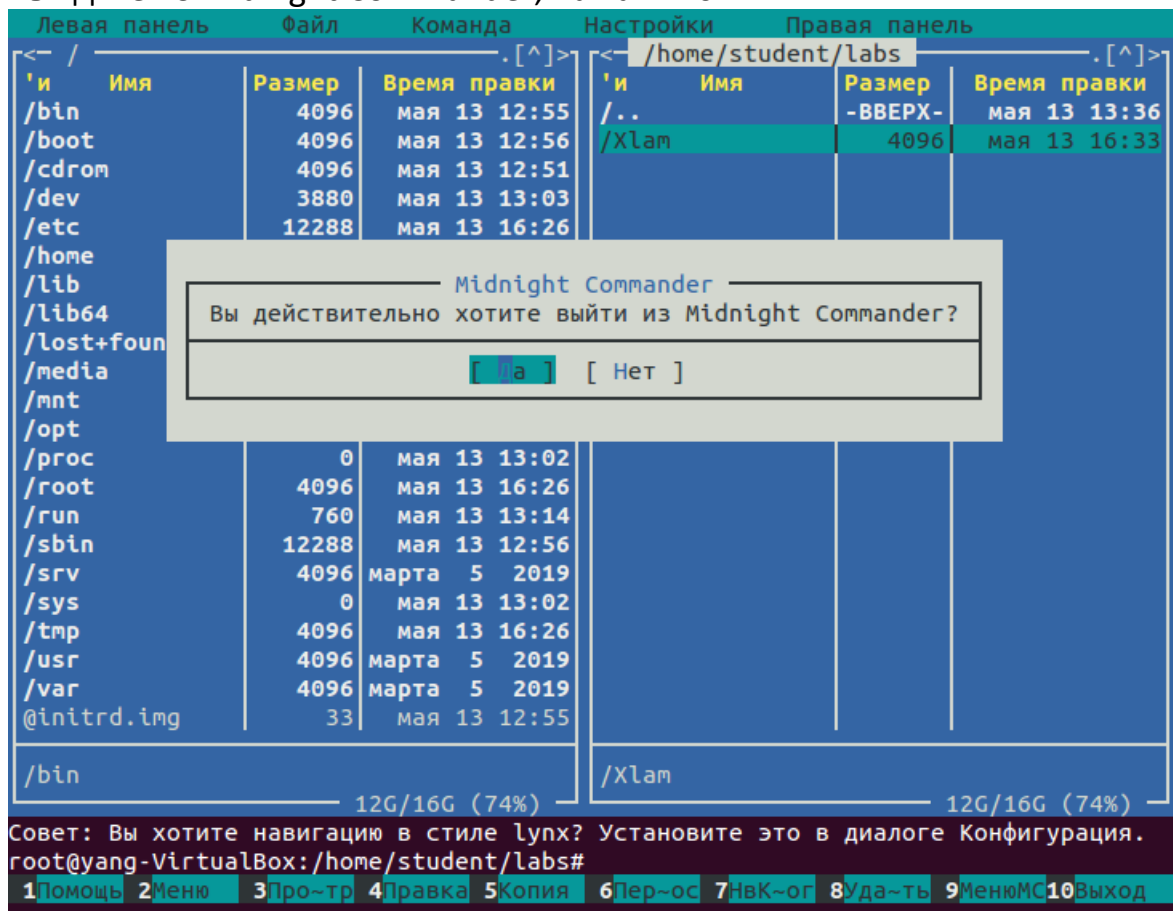 Левая панель Файл Команда Настройки Правая панель
<- / .[^]> <- /home/student/labs .[^]>
'и Имя Размер Время правки 'и Имя Размер Время правки
/bin 4096 мая 13 12:55 /.. -ВВЕРХ- мая 13 13:36
/boot 4096 мая 13 12:56 /Xlam 4096 мая 13 16:33
/cdrom 4096 мая 13 12:51
/dev 3880 мая 13 13:03
/etc 12288 мая 13 16:26
/home
/lib Midnight Commander
/lib64 Вы действительно хотите выйти из Midnight Commander?
/lost+foun
/media [ Да ] [ Нет ]
/mnt
/opt
/proc 0 мая 13 13:02
/root 4096 мая 13 16:26
/run 760 мая 13 13:14
/sbin 12288 мая 13 12:56
/srv 4096 марта 5 2019
/sys 0 мая 13 13:02
/tmp 4096 мая 13 16:26
/usr 4096 марта 5 2019
/var 4096 марта 5 2019
@initrd.img 33 мая 13 12:55
/bin /Xlam
12G/16G (74%) 12G/16G (74%)
Совет: Вы хотите навигацию в стиле lynx? Установите это в диалоге Конфигурация.
root@yang-VirtualBox:/home/student/labs#
1Помощь 2Меню 3Про~тр 4Правка 5Копия 6Пер~ос 7НвК~ог 8Уда~ть 9МенюМС 10Выход